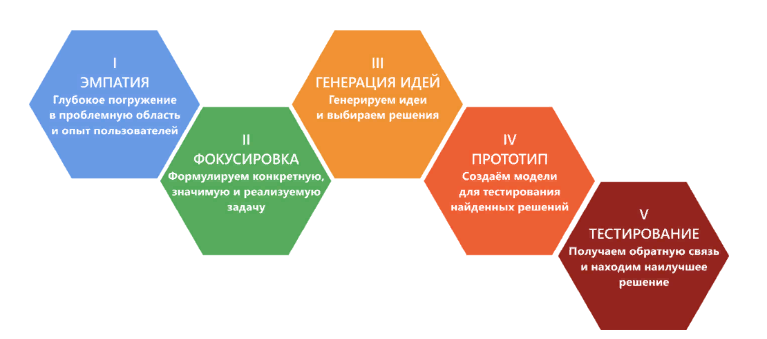 I
ЭМПАТИЯ
Глубокое погружение
в проблемную область
и опыт пользователей
II
ФОКУСИРОВКА
Формулируем конкретную,
значимую и реализуемую
задачу
III
ГЕНЕРАЦИЯ ИДЕЙ
Генерируем идеи
и выбираем решения
IV
ПРОТОТИП
Создаём модели
для тестирования
найденных решений
V
ТЕСТИРОВАНИЕ
Получаем обратную связь
и находим наилучшее
решение